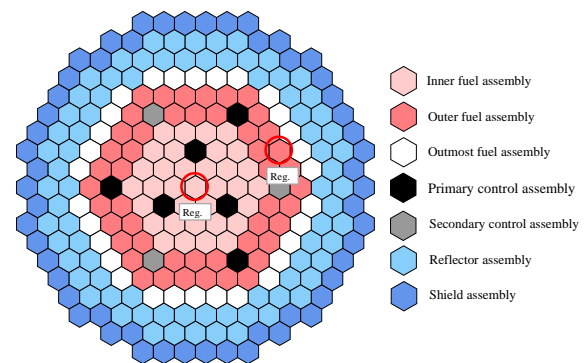 Inner fuel assembly
Outer fuel assembly
Outmost fuel assembly
Reg.
Primary control assembly
Reg.
Secondary control assembly
Reflector assembly
Shield assembly